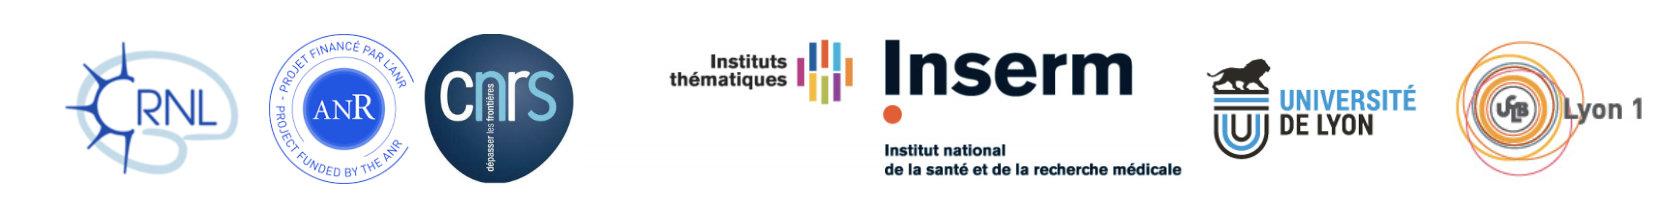 CRNL
PROJET FINANCÉ PAR L'ANR - PROJECT FUNDED BY THE ANR
ANR
cnrs
dépasser les frontières
Instituts
thématiques
Inserm
Institut national
de la santé et de la recherche médicale
UNIVERSITÉ
DE LYON
UCLB
Lyon 1